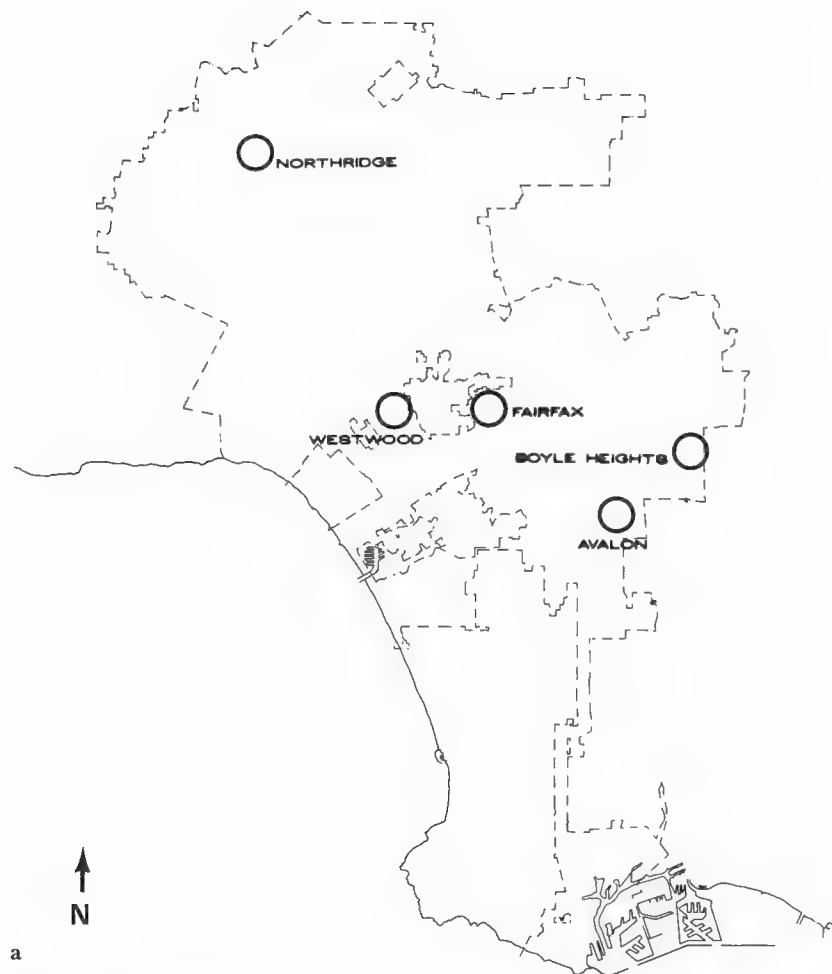 NORTHRIDGE
FAIRFAX
WESTWOOD
BOYLE HEIGHTS
AVALON
N
a